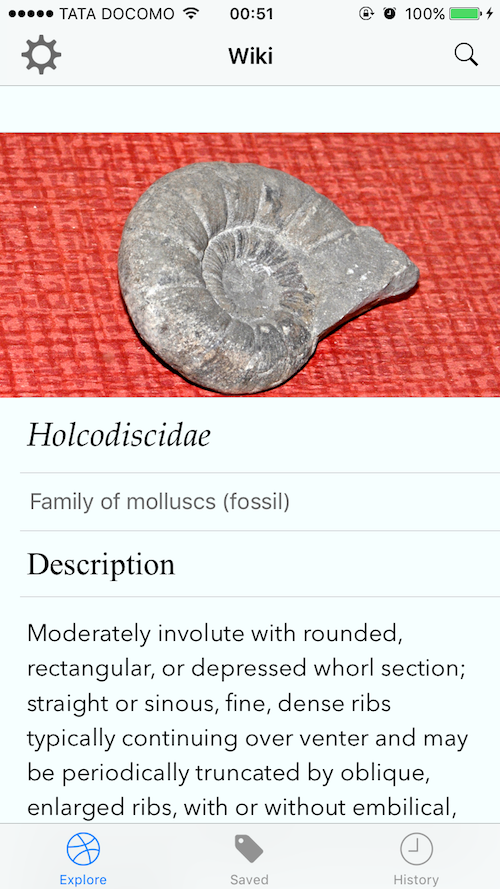 TATA DOCOMO 00:51 100%
Wiki
Holcodiscidae
Family of molluscs (fossil)
Description
Moderately involute with rounded,
rectangular, or depressed whorl section;
straight or sinous, fine, dense ribs
typically continuing over venter and may
be periodically truncated by oblique,
enlarged ribs, with or without embilical,
Explore Saved History